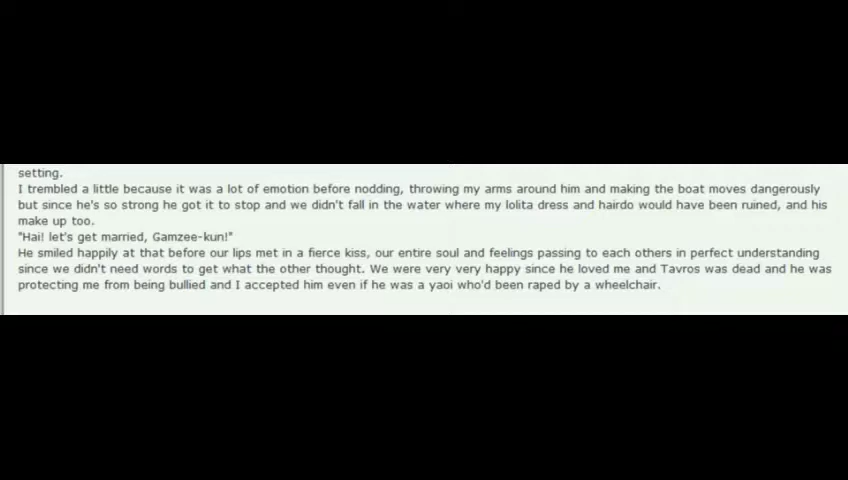 setting.
I trembled a little because it was a lot of emotion before nodding, throwing my arms around him and making the boat moves dangerously
but since he's so strong he got it to stop and we didn't fall in the water where my lolita dress and hairdo would have been ruined, and his
make up too.
"Hai! let's get married, Gamzee-kun!"
He smiled happily at that before our lips met in a fierce kiss, our entire soul and feelings passing to each others in perfect understanding
since we didn't need words to get what the other thought. We were very very happy since he loved me and Tavros was dead and he was
protecting me from being bullied and I accepted him even if he was a yaoi who'd been raped by a wheelchair.